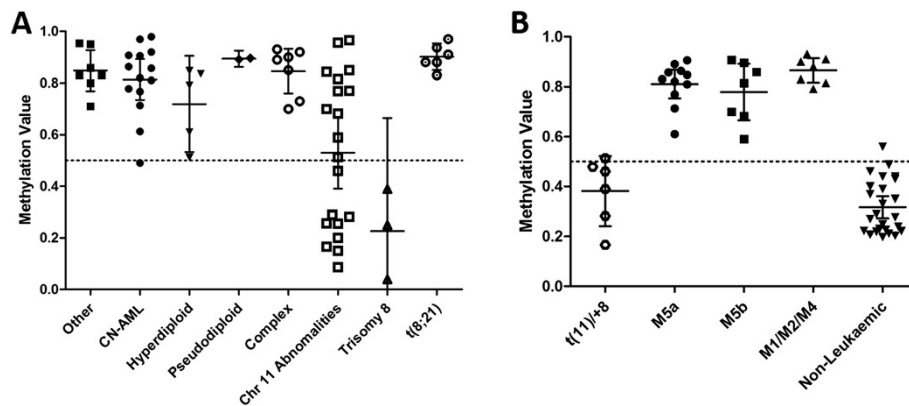 A
Methylation Value
1.0
0.8
0.6
0.4
0.2
0.0
Other
CN-AML
Hyperdiploid
Pseudodiploid
Complex
Chr 11 Abnomalities
Trisomy 8
t(8;21)
B
Methylation Value
1.0
0.8
0.6
0.4
0.2
0.0
t(11)/+8
M5a
M5b
M1/M2/M4
Non-Leukaemic